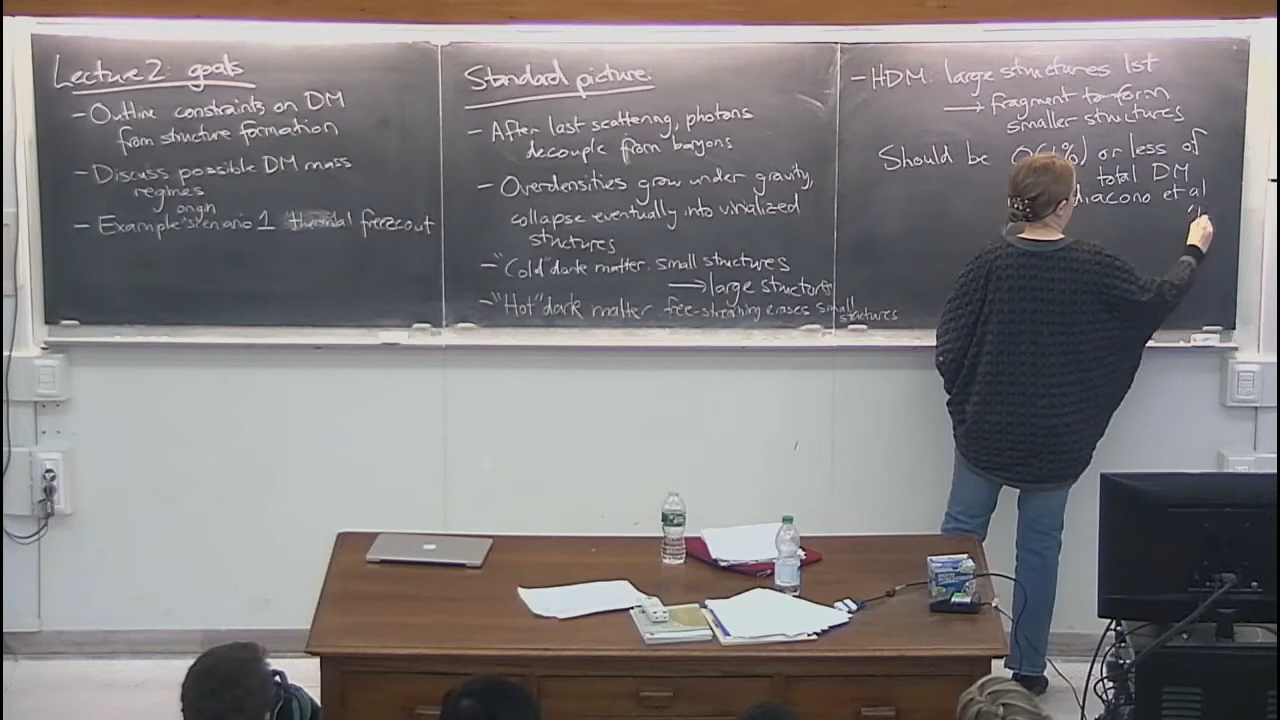 Lecture 2: goals
- Outline constraints on DM
from structure formation
- Discuss possible DM mass
regimes
origin
- Example scenario 1 thermal freezeout
Standard picture:
- After last scattering, photons
decouple from baryons
- Overdensities grow under gravity,
collapse eventually into virialized
structures
- "Cold" dark matter: small structures
→ large structures
- "Hot" dark matter free-streaming erases small
structures
- HDM: large structures 1st
→ fragment to form
smaller structures
Should be O(1%) or less of
total DM
diacono et al